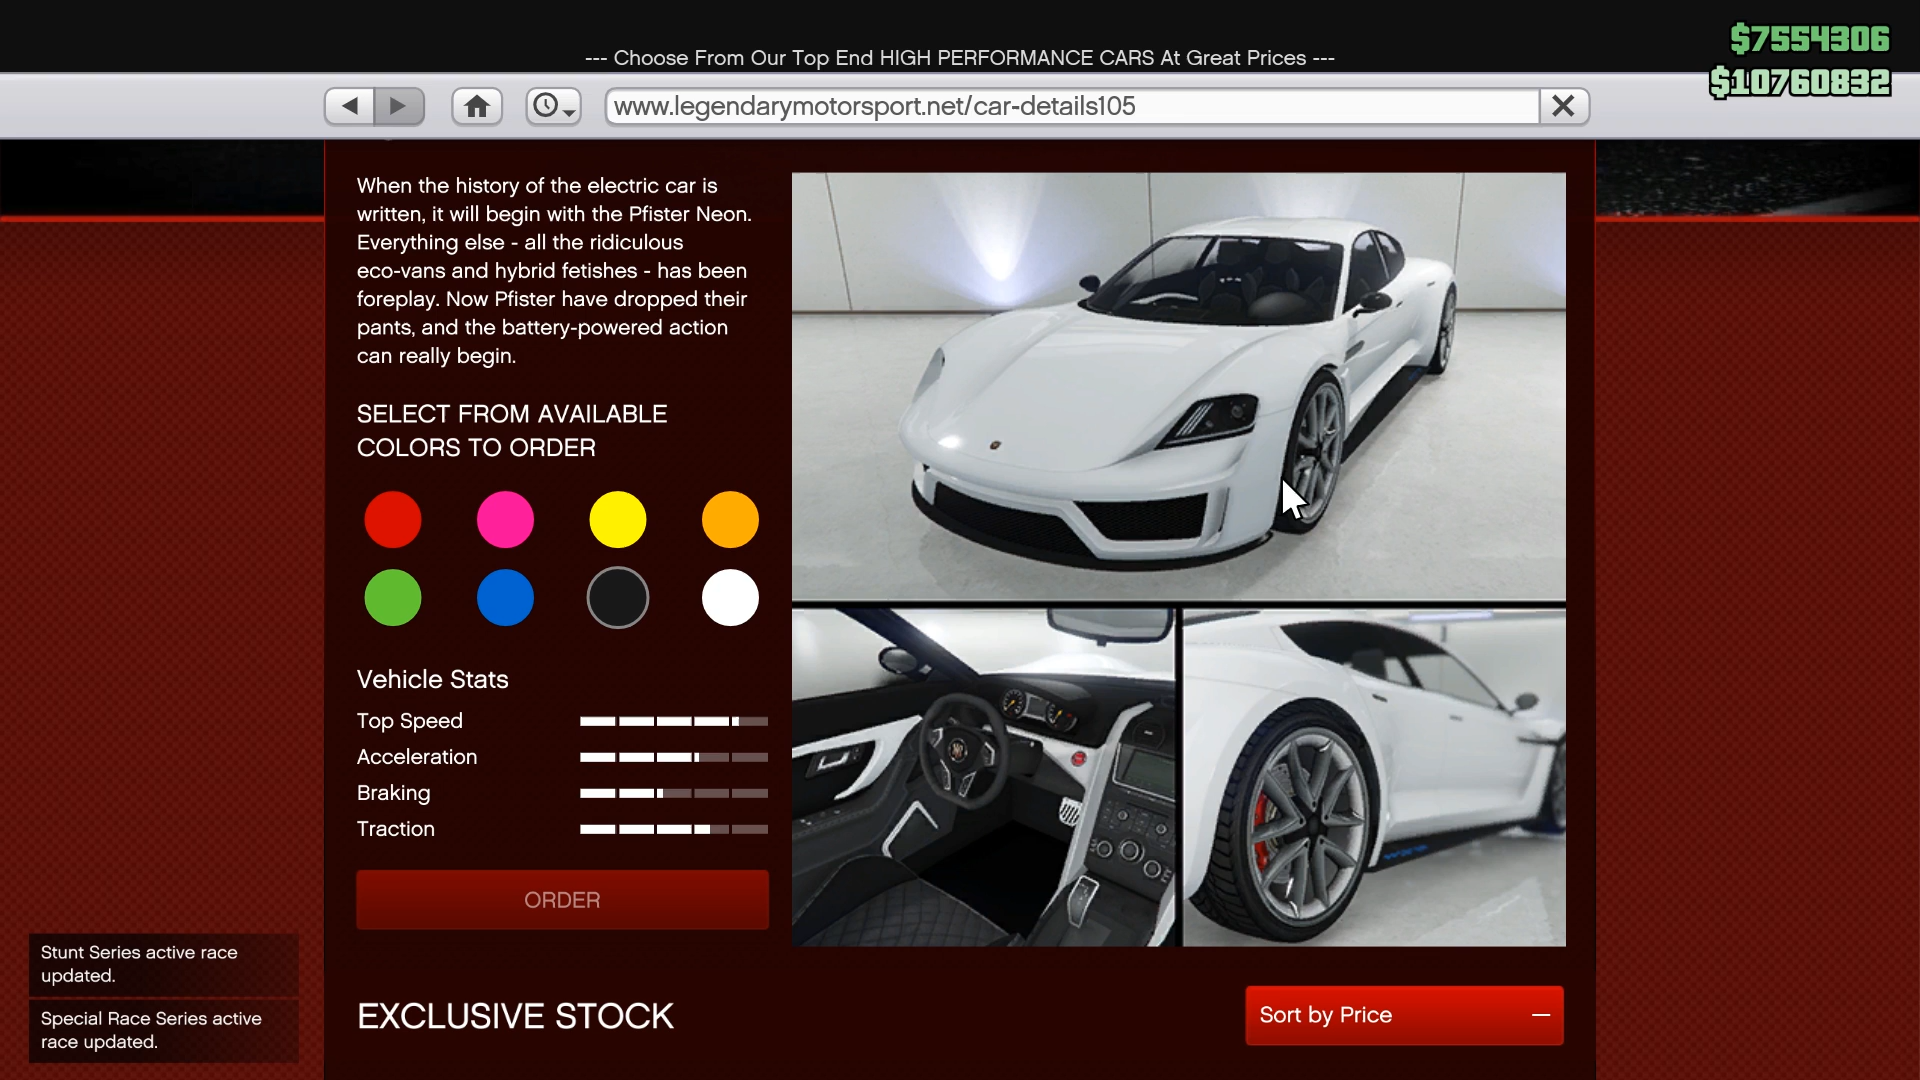 $7554306
$10760832
--- Choose From Our Top End HIGH PERFORMANCE CARS At Great Prices ---
www.legendarymotorsport.net/car-details105
When the history of the electric car is
written, it will begin with the Pfister Neon.
Everything else - all the ridiculous
eco-vans and hybrid fetishes - has been
foreplay. Now Pfister have dropped their
pants, and the battery-powered action
can really begin.
SELECT FROM AVAILABLE
COLORS TO ORDER
Vehicle Stats
Top Speed
Acceleration
Braking
Traction
ORDER
Stunt Series active race
updated.
Special Race Series active
race updated.
EXCLUSIVE STOCK
Sort by Price